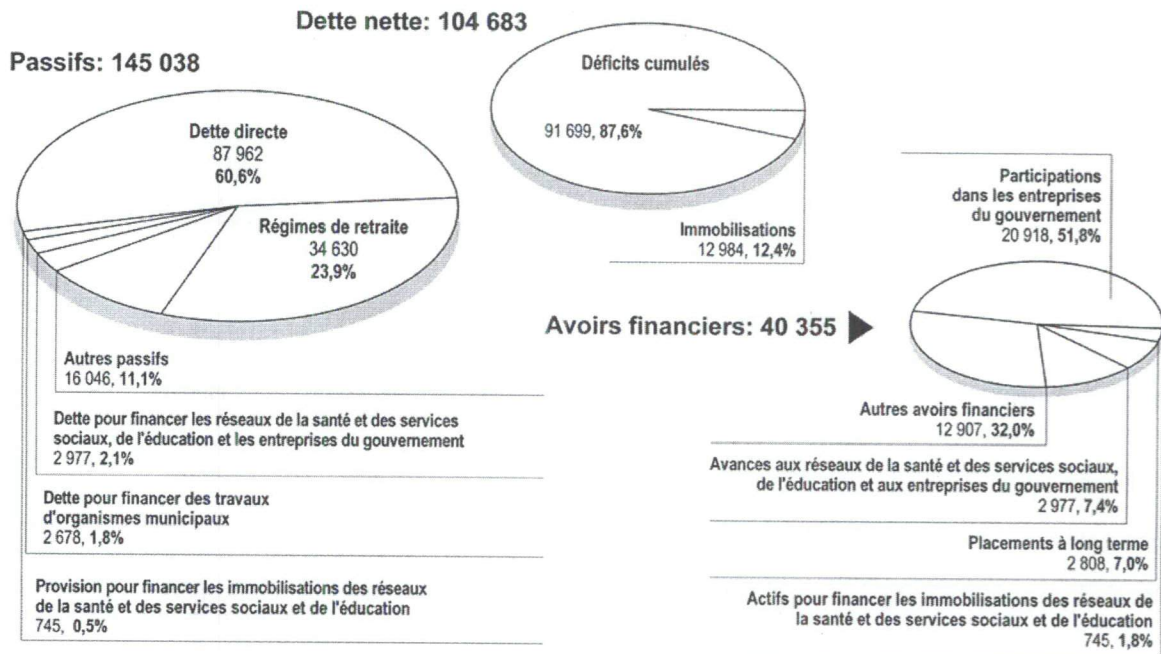 Dette nette: 104 683
Passifs: 145 038
Déficits cumulés
91 699, 87,6%
Immobilisations
12 984, 12,4%
Dette directe
87 962
60,6%
Régimes de retraite
34 630
23,9%
Autres passifs
16 046, 11,1%
Dette pour financer les réseaux de la santé et des services
sociaux, de l'éducation et les entreprises du gouvernement
2 977, 2,1%
Dette pour financer des travaux
d'organismes municipaux
2 678, 1,8%
Provision pour financer les immobilisations des réseaux
de la santé et des services sociaux et de l'éducation
745, 0,5%
Participations
dans les entreprises
du gouvernement
20 918, 51,8%
Avoirs financiers: 40 355
Autres avoirs financiers
12 907, 32,0%
Avances aux réseaux de la santé et des services sociaux,
de l'éducation et aux entreprises du gouvernement
2 977, 7,4%
Placements à long terme
2 808, 7,0%
Actifs pour financer les immobilisations des réseaux de
la santé et des services sociaux et de l'éducation
745, 1,8%